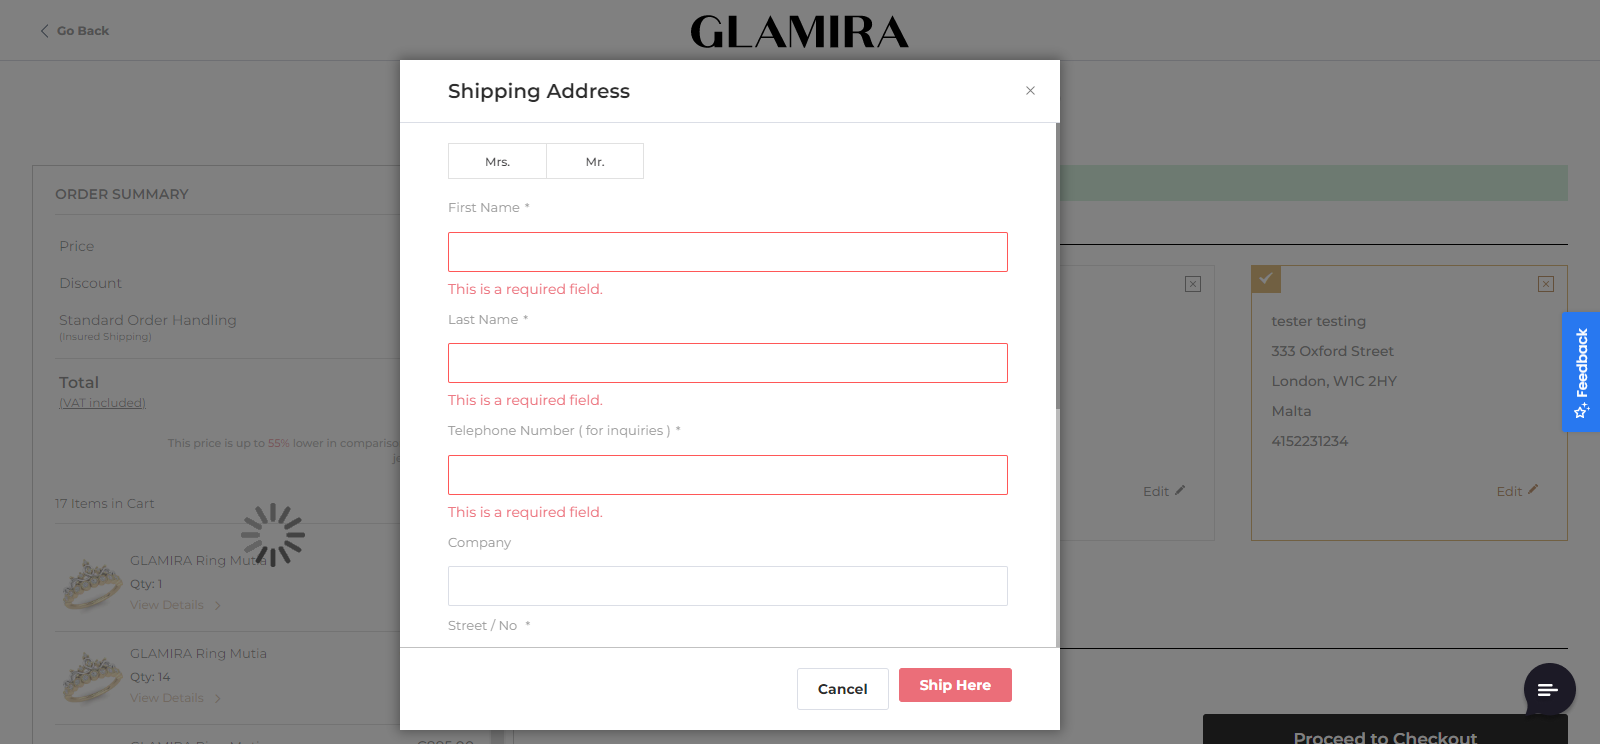 Go Back
GLAMIRA
Shipping Address
×
Mrs.
Mr.
First Name *
This is a required field.
Last Name *
This is a required field.
Telephone Number ( for inquiries ) *
This is a required field.
Company
Street / No *
Cancel
Ship Here
ORDER SUMMARY
Price
Discount
Standard Order Handling
(Insured Shipping)
Total
(VAT included)
This price is up to 55% lower in
17 Items in Cart
GLAMIRA Ring Mutia
Qty: 1
View Details
GLAMIRA Ring Mutia
Qty: 14
View Details
GLAMIRA Ring Mutia
Edit
tester testing
333 Oxford Street
London, W1C 2HY
Malta
4152231234
Edit
Feedback
Proceed to Checkout